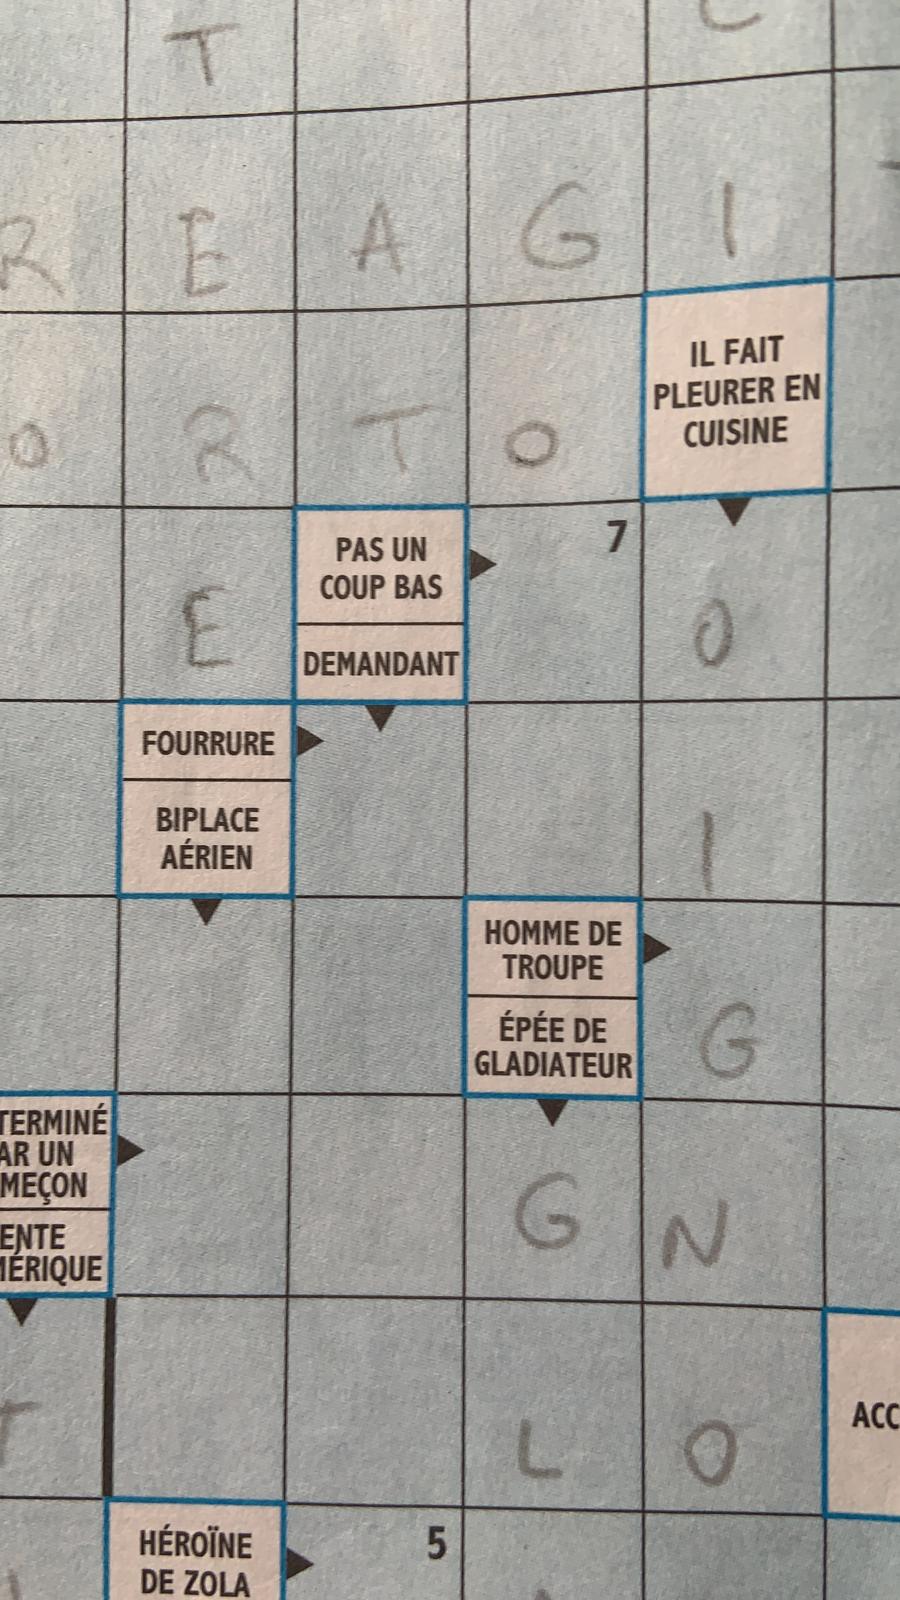 T
R E A G I
IL FAIT
PLEURER EN
CUISINE
O R T O
PAS UN
COUP BAS
DEMANDANT
7
E O
FOURRURE
BIPLACE
AÉRIEN
I
HOMME DE
TROUPE
ÉPÉE DE
GLADIATEUR
G
TERMINÉ
AR UN
MEÇON
ENTE
MÉRIQUE
G N
ACC
T L O
HÉROÏNE
DE ZOLA
5